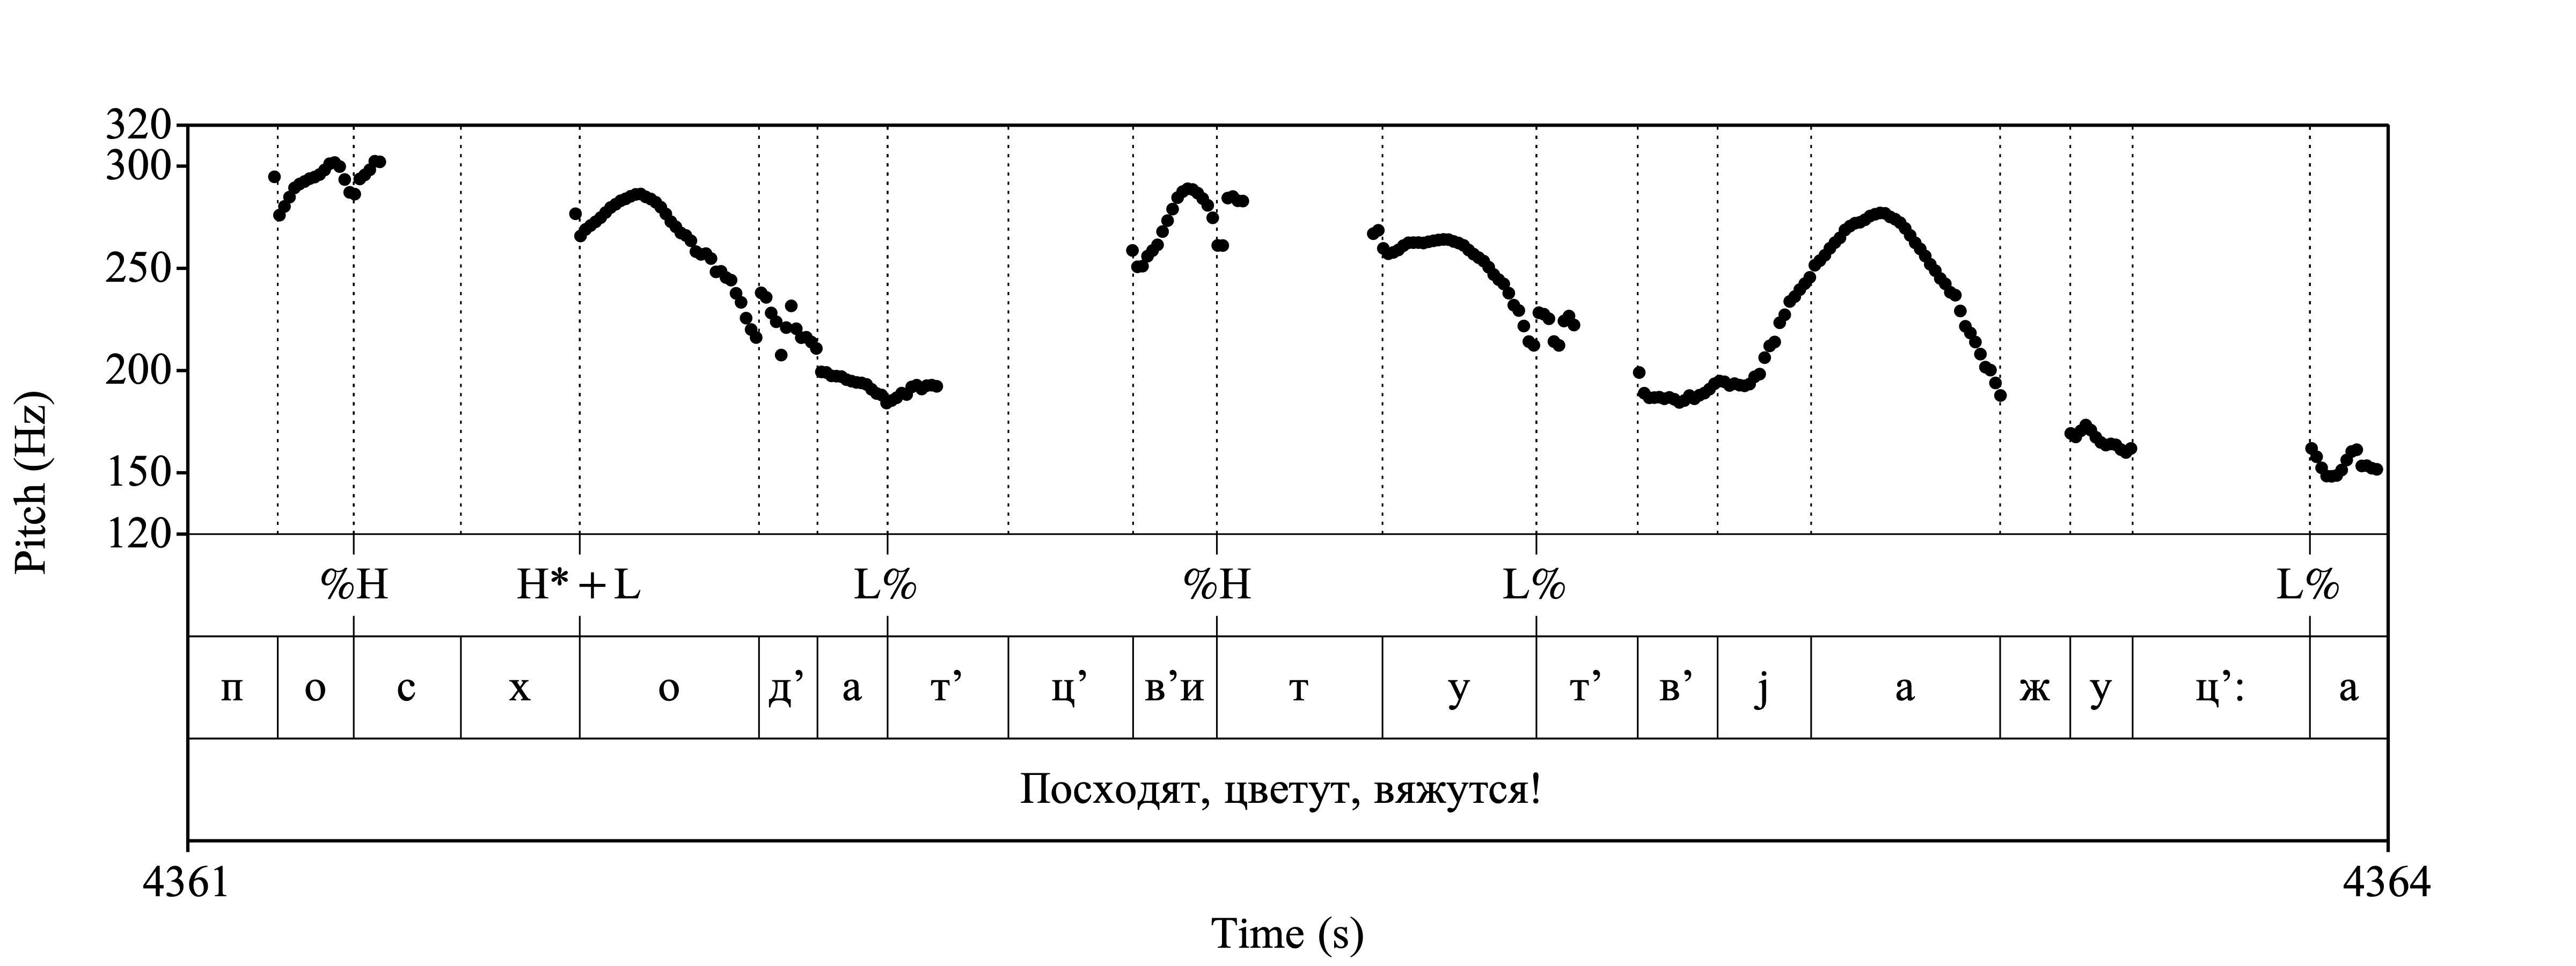 320
300
250
200
150
120
Pitch (Hz)
%H H* + L L% %H L% L%
п о с х о д’ а т’ ц’ в’и т у т’ в’ j а ж у ц’: а
Посходят, цветут, вяжутся!
4361 4364
Time (s)